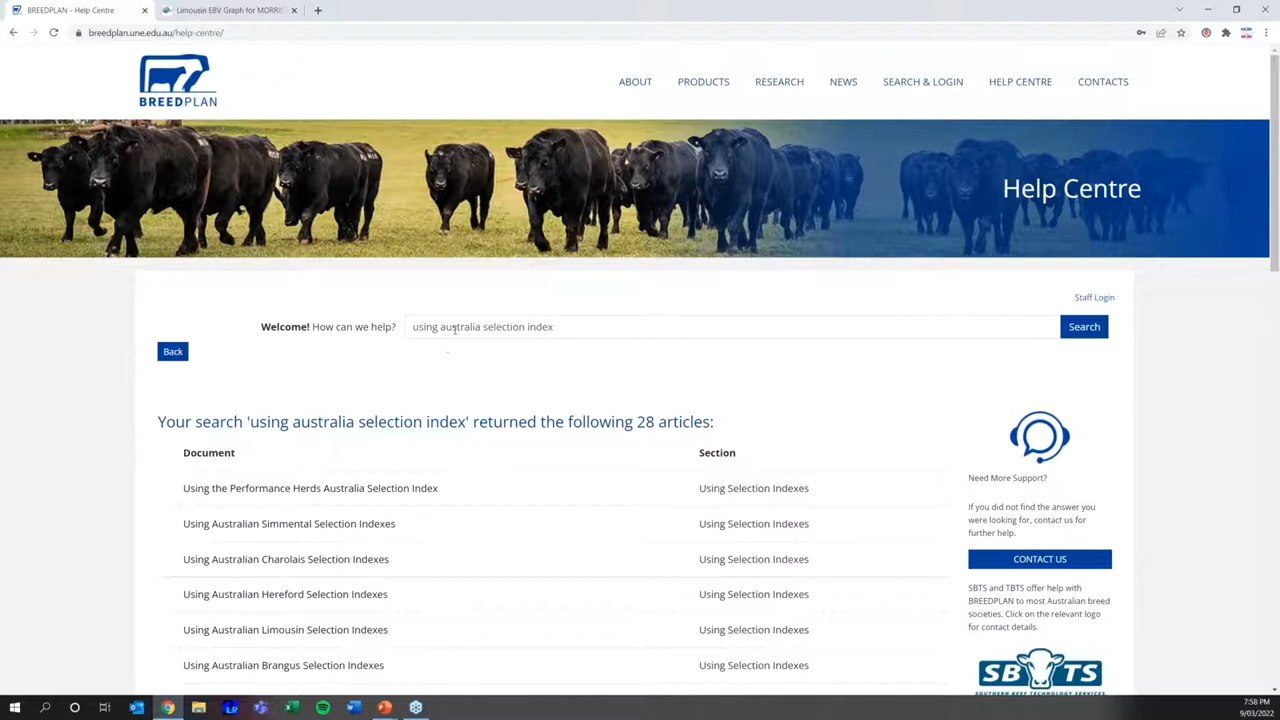 BREEDPLAN - Help Centre
Limousin EBV Graph for MORRIS
breedplan.une.edu.au/help-centre/
BREEDPLAN
ABOUT PRODUCTS RESEARCH NEWS SEARCH & LOGIN HELP CENTRE CONTACTS
Help Centre
Staff Login
Welcome! How can we help? using australia selection index Search
Back
Your search 'using australia selection index' returned the following 28 articles:
Document Section
Using the Performance Herds Australia Selection Index Using Selection Indexes
Using Australian Simmental Selection Indexes Using Selection Indexes
Using Australian Charolais Selection Indexes Using Selection Indexes
Using Australian Hereford Selection Indexes Using Selection Indexes
Using Australian Limousin Selection Indexes Using Selection Indexes
Using Australian Brangus Selection Indexes Using Selection Indexes
Need More Support?
If you did not find the answer you
were looking for, contact us for
further help.
CONTACT US
SBTS and TBTS offer help with
BREEDPLAN to most Australian breed
societies. Click on the relevant logo
for contact details.
SBTS
SOUTHERN BEEF TECHNOLOGY SERVICES
7:58 PM
9/03/2022